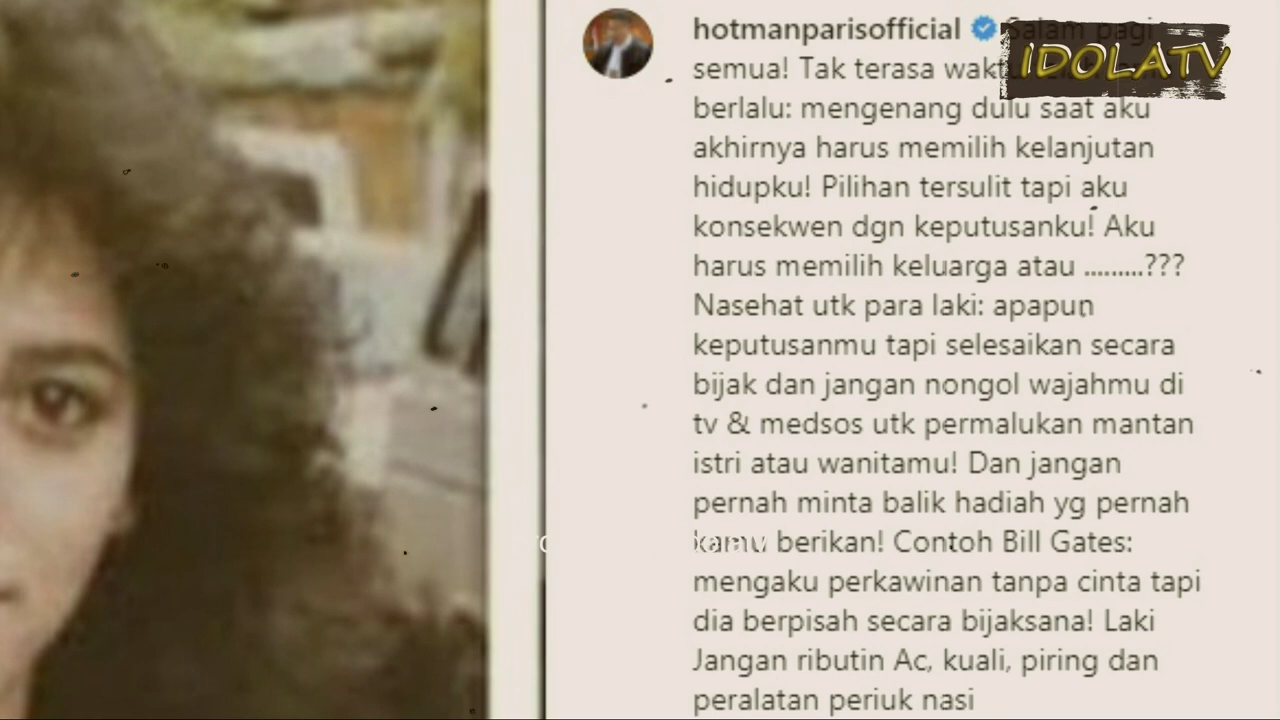 hotmanparisofficial Salam pagi
IDOLATV
semua! Tak terasa
berlalu: mengenang dulu saat aku
akhirnya harus memilih kelanjutan
hidupku! Pilihan tersulit tapi aku
konsekwen dgn keputusanku! Aku
harus memilih keluarga atau .........???
Nasehat utk para laki: apapun
keputusanmu tapi selesaikan secara
bijak dan jangan nongol wajahmu di
tv & medsos utk permalukan mantan
istri atau wanitamu! Dan jangan
pernah minta balik hadiah yg pernah
berikan! Contoh Bill Gates:
mengaku perkawinan tanpa cinta tapi
dia berpisah secara bijaksana! Laki
Jangan ributin Ac, kuali, piring dan
peralatan periuk nasi